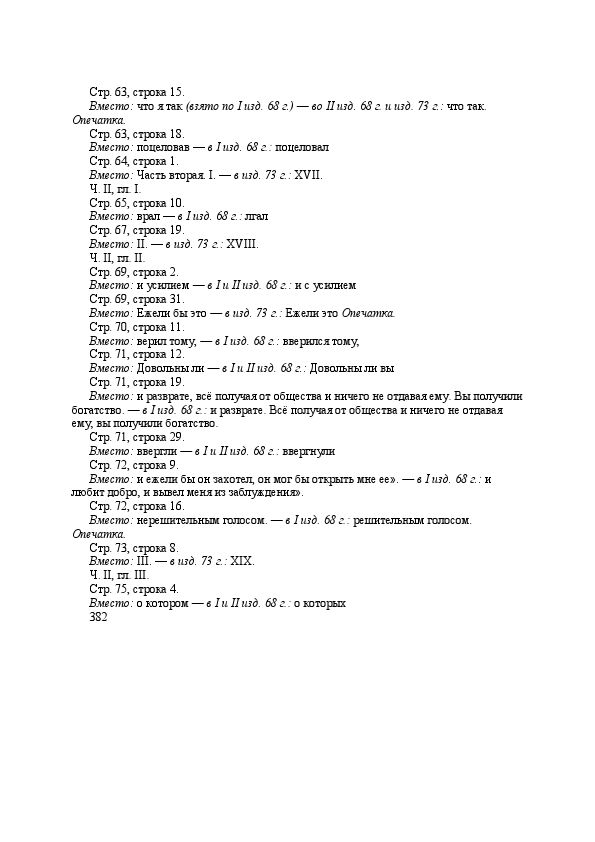 Стр. 63, строка 15.
Вместо: что я так (взято по I изд. 68 г.) — во II изд. 68 г. и изд. 73 г.: что так.
Опечатка.
Стр. 63, строка 18.
Вместо: поцеловав — в I изд. 68 г.: поцеловал
Стр. 64, строка 1.
Вместо: Часть вторая. I. — в изд. 73 г.: XVII.
Ч. II, гл. I.
Стр. 65, строка 10.
Вместо: врал — в I изд. 68 г.: лгал
Стр. 67, строка 19.
Вместо: II. — в изд. 73 г.: XVIII.
Ч. II, гл. II.
Стр. 69, строка 2.
Вместо: и усилием — в I и II изд. 68 г.: и с усилием
Стр. 69, строка 31.
Вместо: Ежели бы это — в изд. 73 г.: Ежели это Опечатка.
Стр. 70, строка 11.
Вместо: верил тому, — в I изд. 68 г.: вверился тому,
Стр. 71, строка 12.
Вместо: Довольны ли — в I и II изд. 68 г.: Довольны ли вы
Стр. 71, строка 19.
Вместо: и разврате, всё получая от общества и ничего не отдавая ему. Вы получили
богатство. — в I изд. 68 г.: и разврате. Всё получая от общества и ничего не отдавая
ему, вы получили богатство.
Стр. 71, строка 29.
Вместо: ввергли — в I и II изд. 68 г.: ввергнули
Стр. 72, строка 9.
Вместо: и ежели бы он захотел, он мог бы открыть мне ее». — в I изд. 68 г.: и
любит добро, и вывел меня из заблуждения».
Стр. 72, строка 16.
Вместо: нерешительным голосом. — в I изд. 68 г.: решительным голосом.
Опечатка.
Стр. 73, строка 8.
Вместо: III. — в изд. 73 г.: XIX.
Ч. II, гл. III.
Стр. 75, строка 4.
Вместо: о котором — в I и II изд. 68 г.: о которых
382